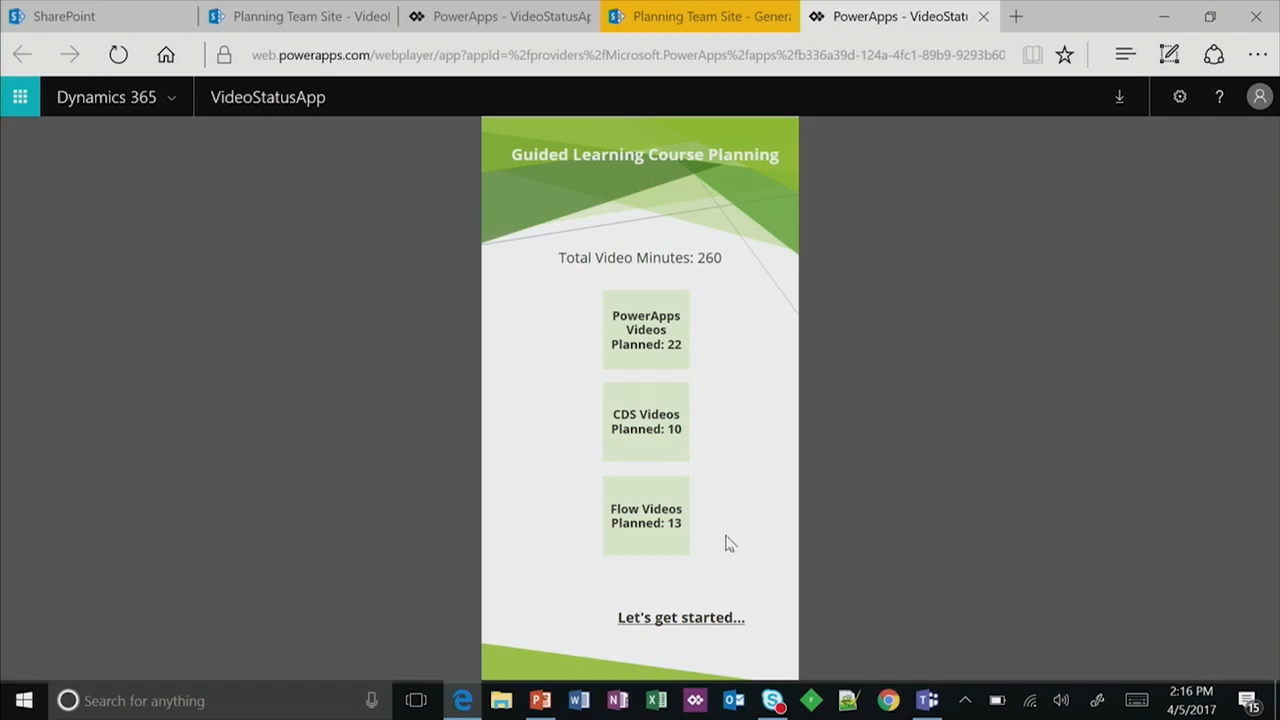 SharePoint
Planning Team Site - Videol
PowerApps - VideoStatusAp
Planning Team Site - Genera
PowerApps - VideoStatu
web.powerapps.com/webplayer/app?appId=%2fproviders%2fMicrosoft.PowerApps%2fapps%2fb336a39d-124a-4fc1-89b9-9293b60
Dynamics 365
VideoStatusApp
?
Guided Learning Course Planning
Total Video Minutes: 260
PowerApps
Videos
Planned: 22
CDS Videos
Planned: 10
Flow Videos
Planned: 13
Let's get started...
Search for anything
2:16 PM
4/5/2017
15